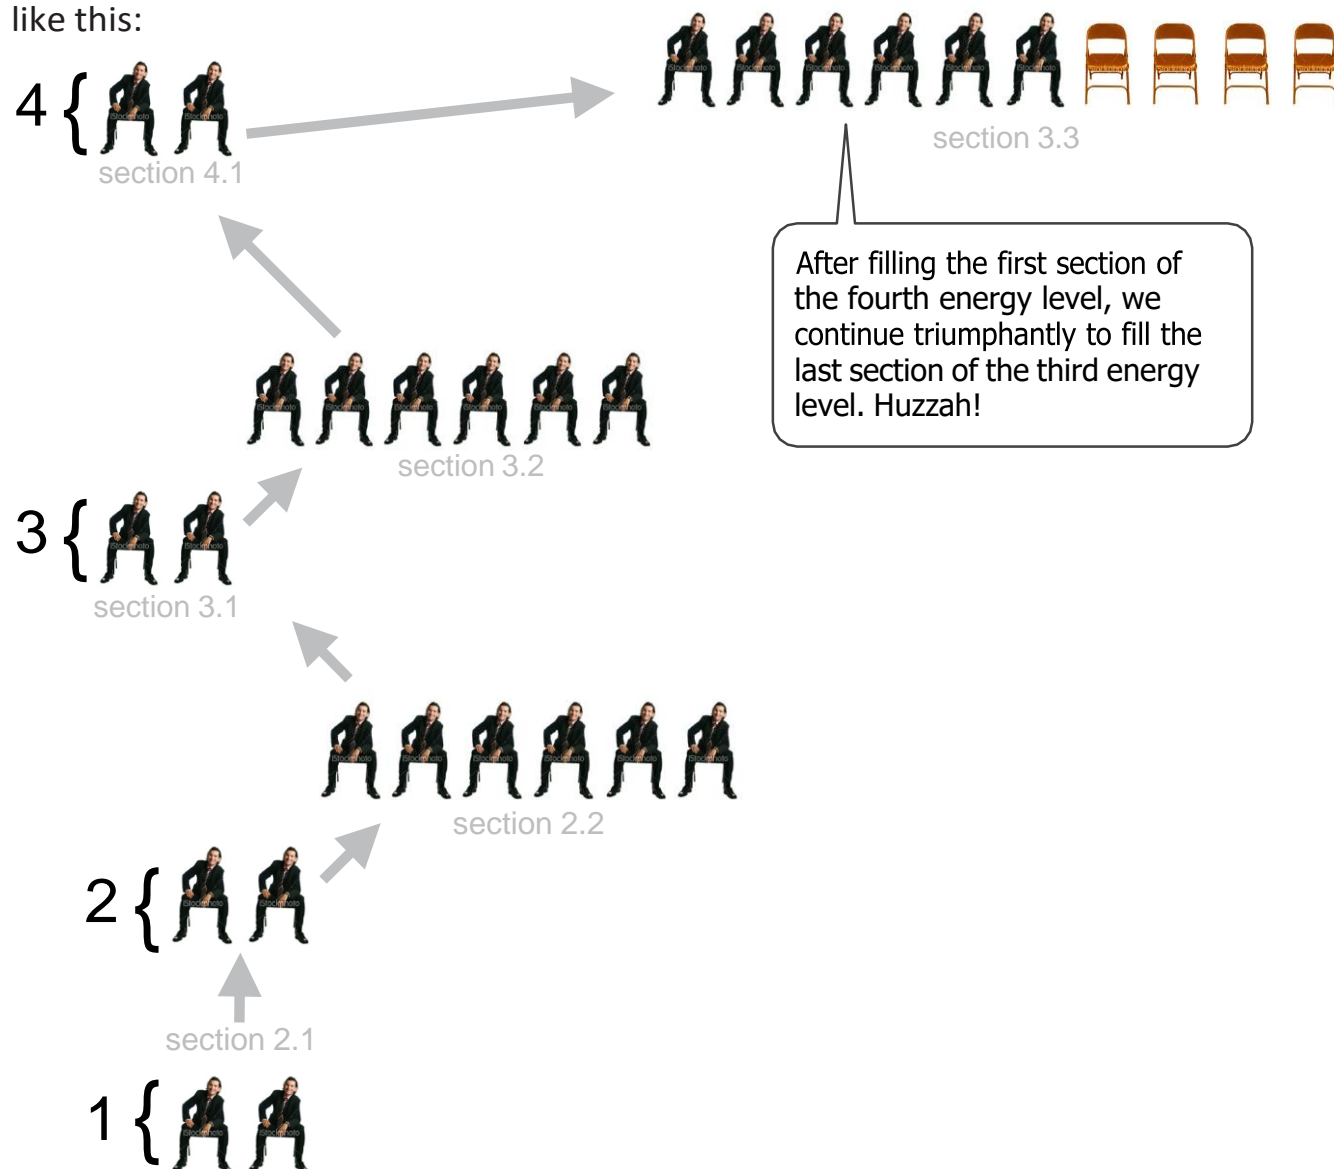 like this:
4 {
section 4.1
section 3.3
After filling the first section of
the fourth energy level, we
continue triumphantly to fill the
last section of the third energy
level. Huzzah!
section 3.2
3 {
section 3.1
section 2.2
2 {
section 2.1
1 {